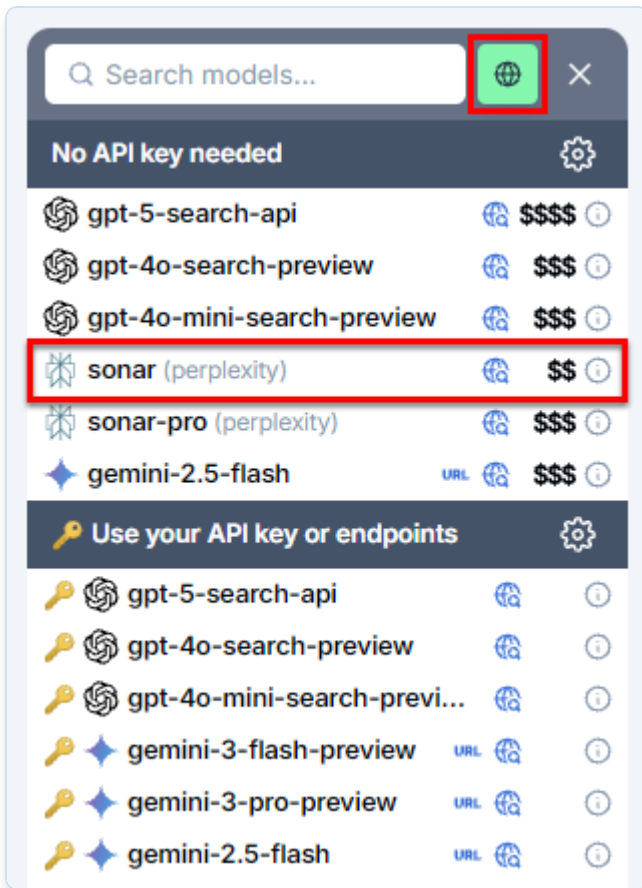 Search models...
No API key needed
gpt-5-search-api $$$$
gpt-4o-search-preview $$$
gpt-4o-mini-search-preview $$$
sonar (perplexity) $$
sonar-pro (perplexity) $$$
gemini-2.5-flash URL $$$
Use your API key or endpoints
gpt-5-search-api
gpt-4o-search-preview
gpt-4o-mini-search-previ...
gemini-3-flash-preview URL
gemini-3-pro-preview URL
gemini-2.5-flash URL